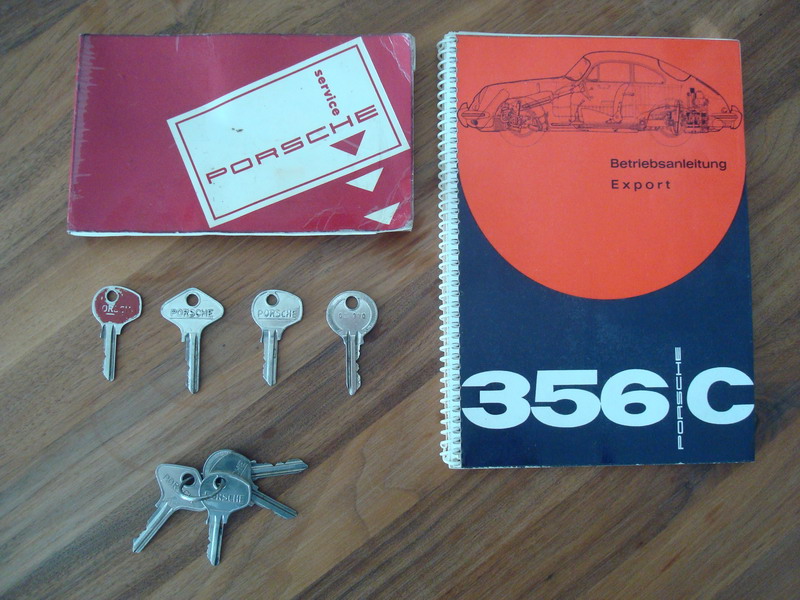 service
PORSCHE
Betriebsanleitung
Export
356 C
PORSCHE
PORSCHE
PORSCHE